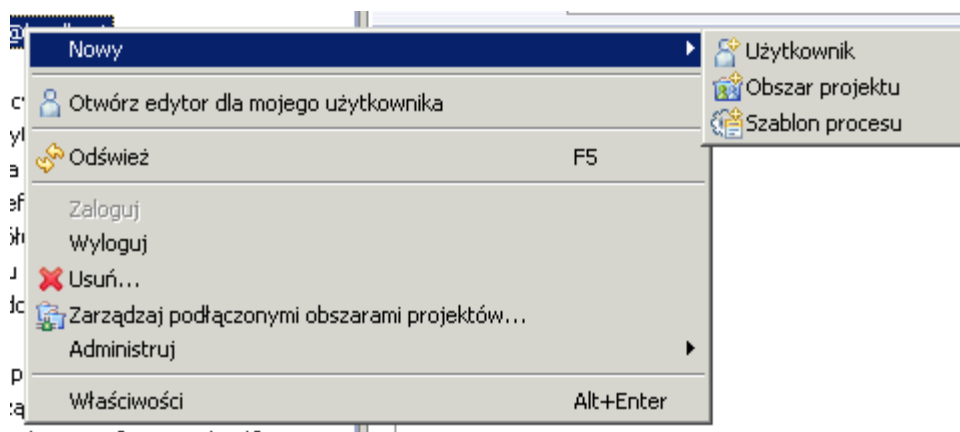 Nowy
Użytkownik
Obszar projektu
Szablon procesu
Otwórz edytor dla mojego użytkownika
Odśwież F5
Zaloguj
Wyloguj
Usuń...
Zarządzaj podłączonymi obszarami projektów...
Administruj
Właściwości Alt+Enter